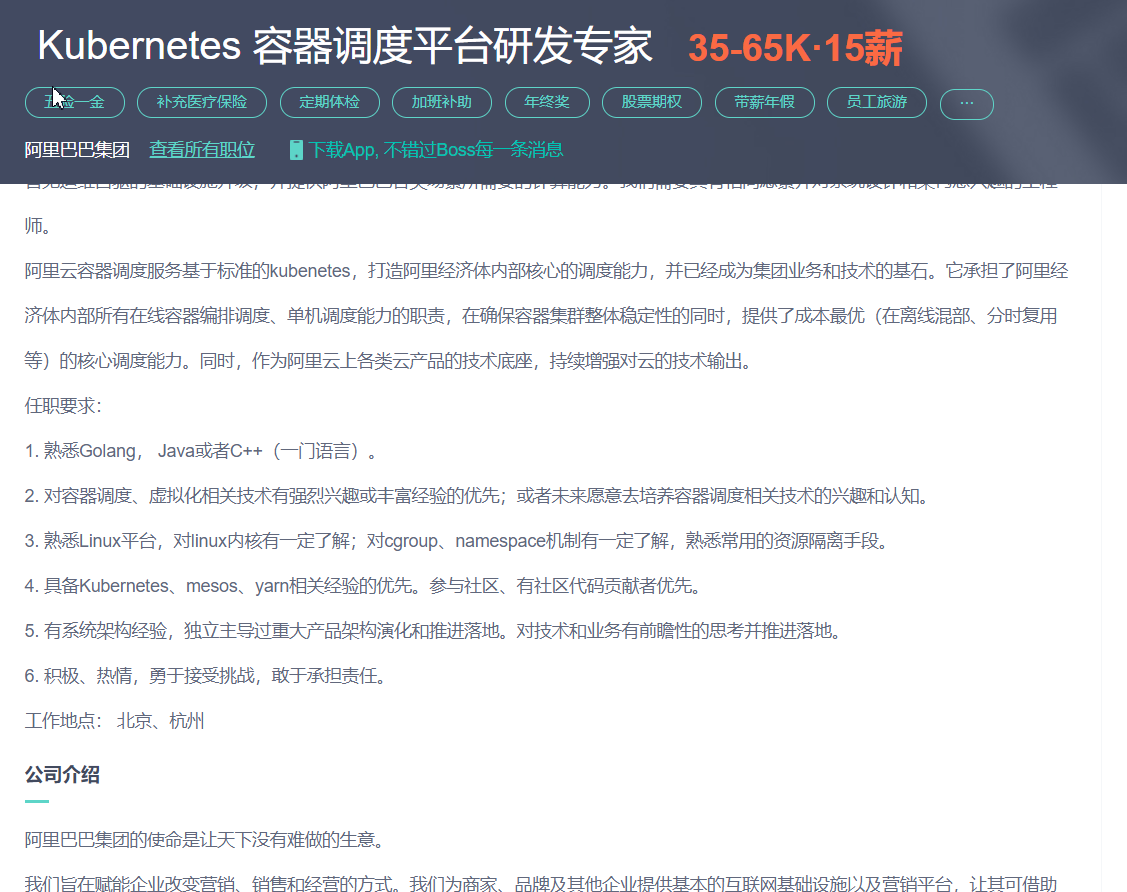 Kubernetes 容器调度平台研发专家 35-65K·15薪
五险一金 补充医疗保险 定期体检 加班补助 年终奖 股票期权 带薪年假 员工旅游 ...
阿里巴巴集团 查看所有职位 下载App, 不错过Boss每一条消息
师。
阿里云容器调度服务基于标准的kubenetes，打造阿里经济体内部核心的调度能力，并已经成为集团业务和技术的基石。它承担了阿里经
济体内部所有在线容器编排调度、单机调度能力的职责，在确保容器集群整体稳定性的同时，提供了成本最优（在离线混部、分时复用
等）的核心调度能力。同时，作为阿里云上各类云产品的技术底座，持续增强对云的技术输出。
任职要求：
1. 熟悉Golang， Java或者C++（一门语言）。
2. 对容器调度、虚拟化相关技术有强烈兴趣或丰富经验的优先；或者未来愿意去培养容器调度相关技术的兴趣和认知。
3. 熟悉Linux平台，对linux内核有一定了解；对cgroup、namespace机制有一定了解，熟悉常用的资源隔离手段。
4. 具备Kubernetes、mesos、yarn相关经验的优先。参与社区、有社区代码贡献者优先。
5. 有系统架构经验，独立主导过重大产品架构演化和推进落地。对技术和业务有前瞻性的思考并推进落地。
6. 积极、热情，勇于接受挑战，敢于承担责任。
工作地点： 北京、杭州
公司介绍
阿里巴巴集团的使命是让天下没有难做的生意。
我们旨在赋能企业改变营销、销售和经营的方式。我们为商家、品牌及其他企业提供基本的互联网基础设施以及营销平台，让其可借助